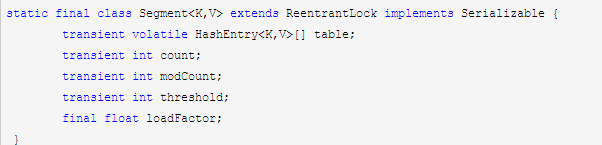 static final class Segment<K,V> extends ReentrantLock implements Serializable {
transient volatile HashEntry<K,V>[] table;
transient int count;
transient int modCount;
transient int threshold;
final float loadFactor;
}